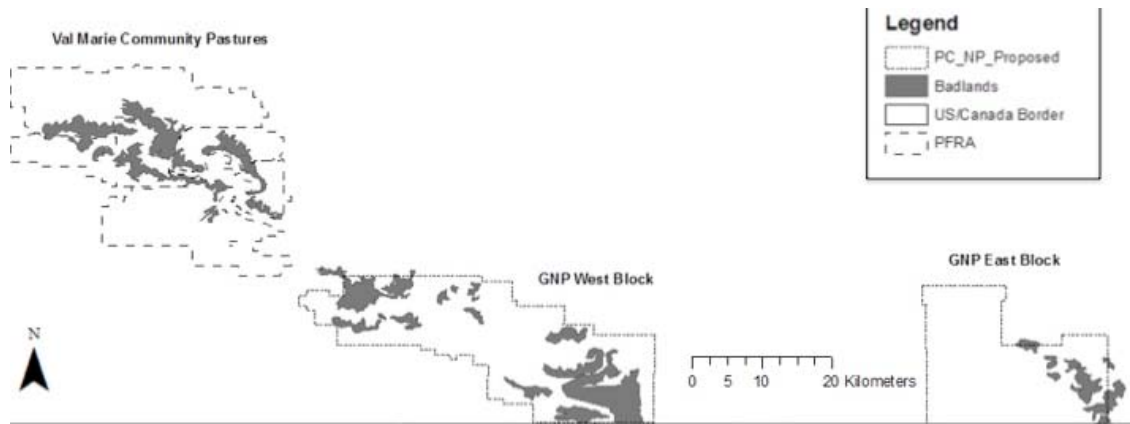 Val Marie Community Pastures
Legend
PC_NP_Proposed
Badlands
US/Canada Border
PFRA
GNP West Block
GNP East Block
N
0 5 10 20 Kilometers